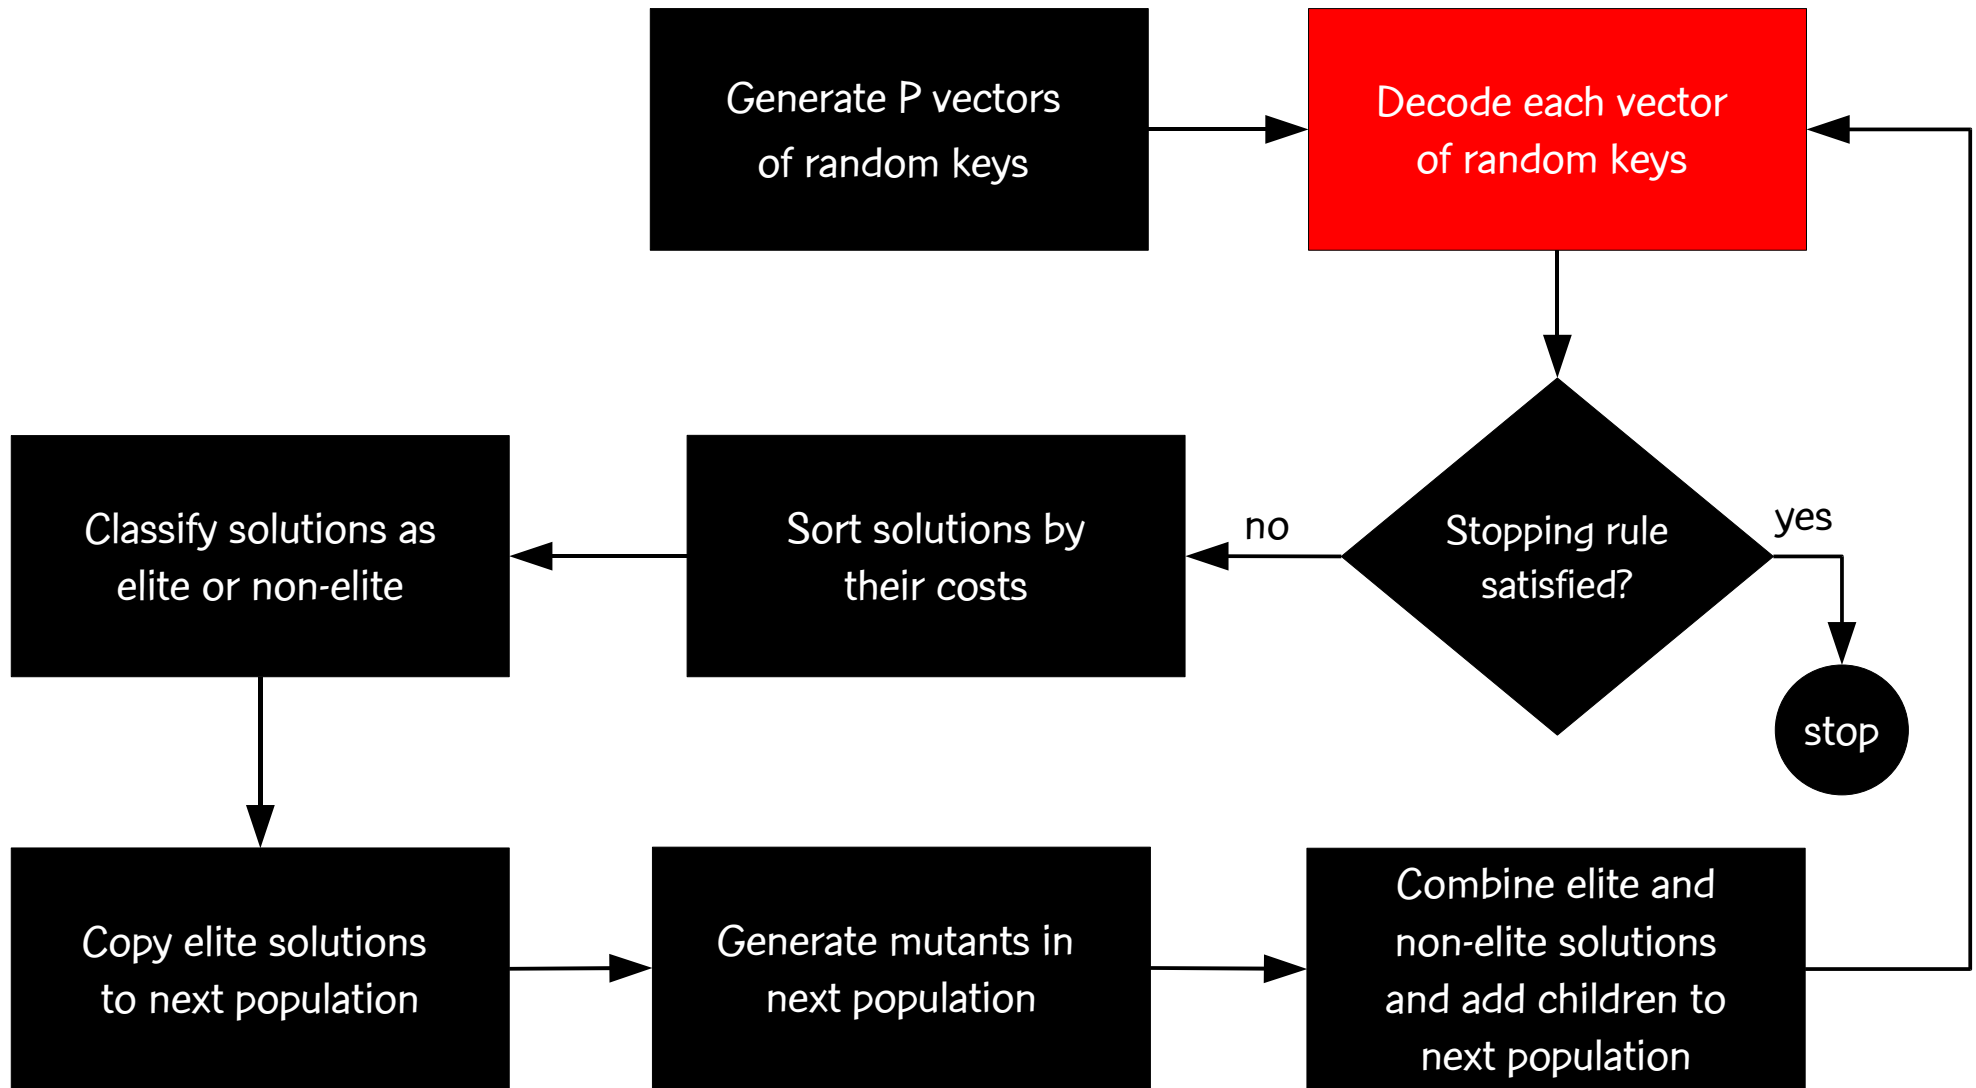 Generate P vectors
of random keys
Decode each vector
of random keys
Classify solutions as
elite or non-elite
Sort solutions by
their costs
no
Stopping rule
satisfied?
yes
stop
Copy elite solutions
to next population
Generate mutants in
next population
Combine elite and
non-elite solutions
and add children to
next population